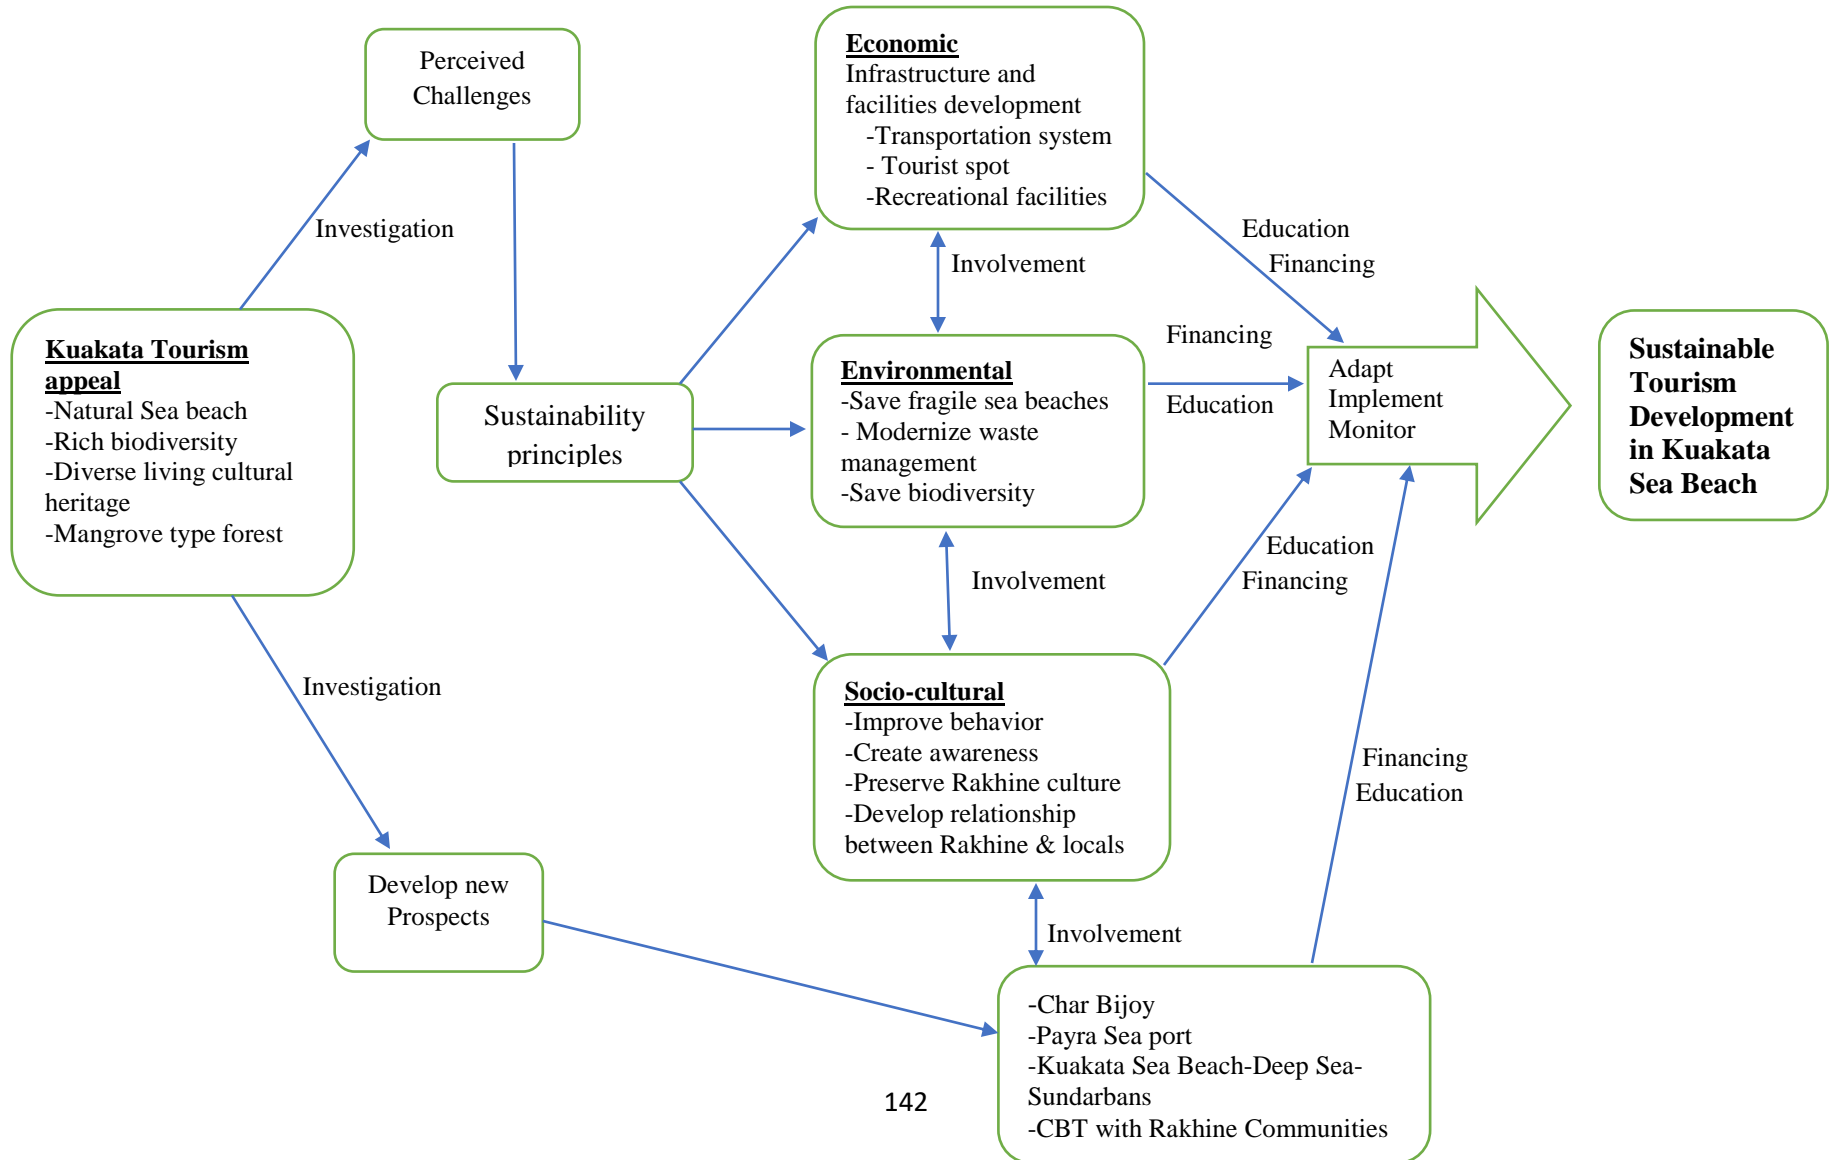 Perceived
Challenges
Economic
Infrastructure and
facilities development
-Transportation system
- Tourist spot
-Recreational facilities
Investigation
Education
Financing
Involvement
Kuakata Tourism
appeal
-Natural Sea beach
-Rich biodiversity
-Diverse living cultural
heritage
-Mangrove type forest
Sustainability
principles
Environmental
-Save fragile sea beaches
- Modernize waste
management
-Save biodiversity
Financing
Education
Adapt
Implement
Monitor
Sustainable
Tourism
Development
in Kuakata
Sea Beach
Involvement
Education
Financing
Investigation
Socio-cultural
-Improve behavior
-Create awareness
-Preserve Rakhine culture
-Develop relationship
between Rakhine & locals
Financing
Education
Develop new
Prospects
Involvement
-Char Bijoy
-Payra Sea port
-Kuakata Sea Beach-Deep Sea-
Sundarbans
-CBT with Rakhine Communities
142